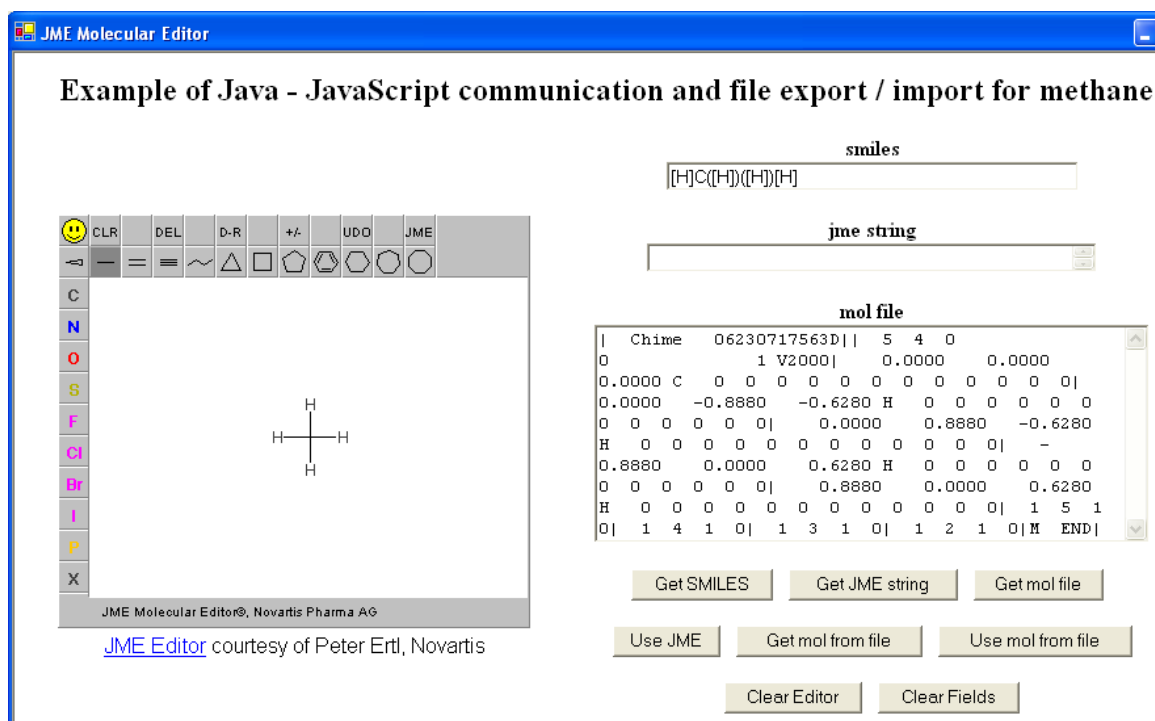 JME Molecular Editor
Example of Java - JavaScript communication and file export / import for methane
smiles
[H]C([H])([H])[H]
jme string
mol file
|  Chime   06230717563D||  5  4  0
0              1 V2000|    0.0000    0.0000
0.0000 C   0  0  0  0  0  0  0  0  0  0  0  0|
0.0000   -0.8880   -0.6280 H   0  0  0  0  0  0
0  0  0  0  0  0|    0.0000    0.8880   -0.6280
H   0  0  0  0  0  0  0  0  0  0  0  0|   -
0.8880    0.0000    0.6280 H   0  0  0  0  0  0
0  0  0  0  0  0|    0.8880    0.0000    0.6280
H   0  0  0  0  0  0  0  0  0  0  0  0|  1  5  1
0|  1  4  1  0|  1  3  1  0|  1  2  1  0|M  END|
CLR DEL D-R +/- UDO JME
C
N
O
S
F
Cl
Br
I
P
X
H
H H
H
JME Molecular Editor®, Novartis Pharma AG
JME Editor courtesy of Peter Ertl, Novartis
Get SMILES Get JME string Get mol file
Use JME Get mol from file Use mol from file
Clear Editor Clear Fields